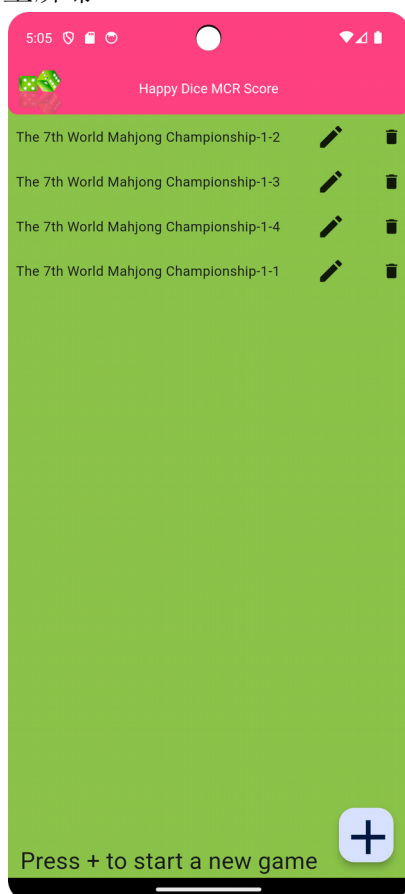 5:05
Happy Dice MCR Score
The 7th World Mahjong Championship-1-2
The 7th World Mahjong Championship-1-3
The 7th World Mahjong Championship-1-4
The 7th World Mahjong Championship-1-1
Press + to start a new game